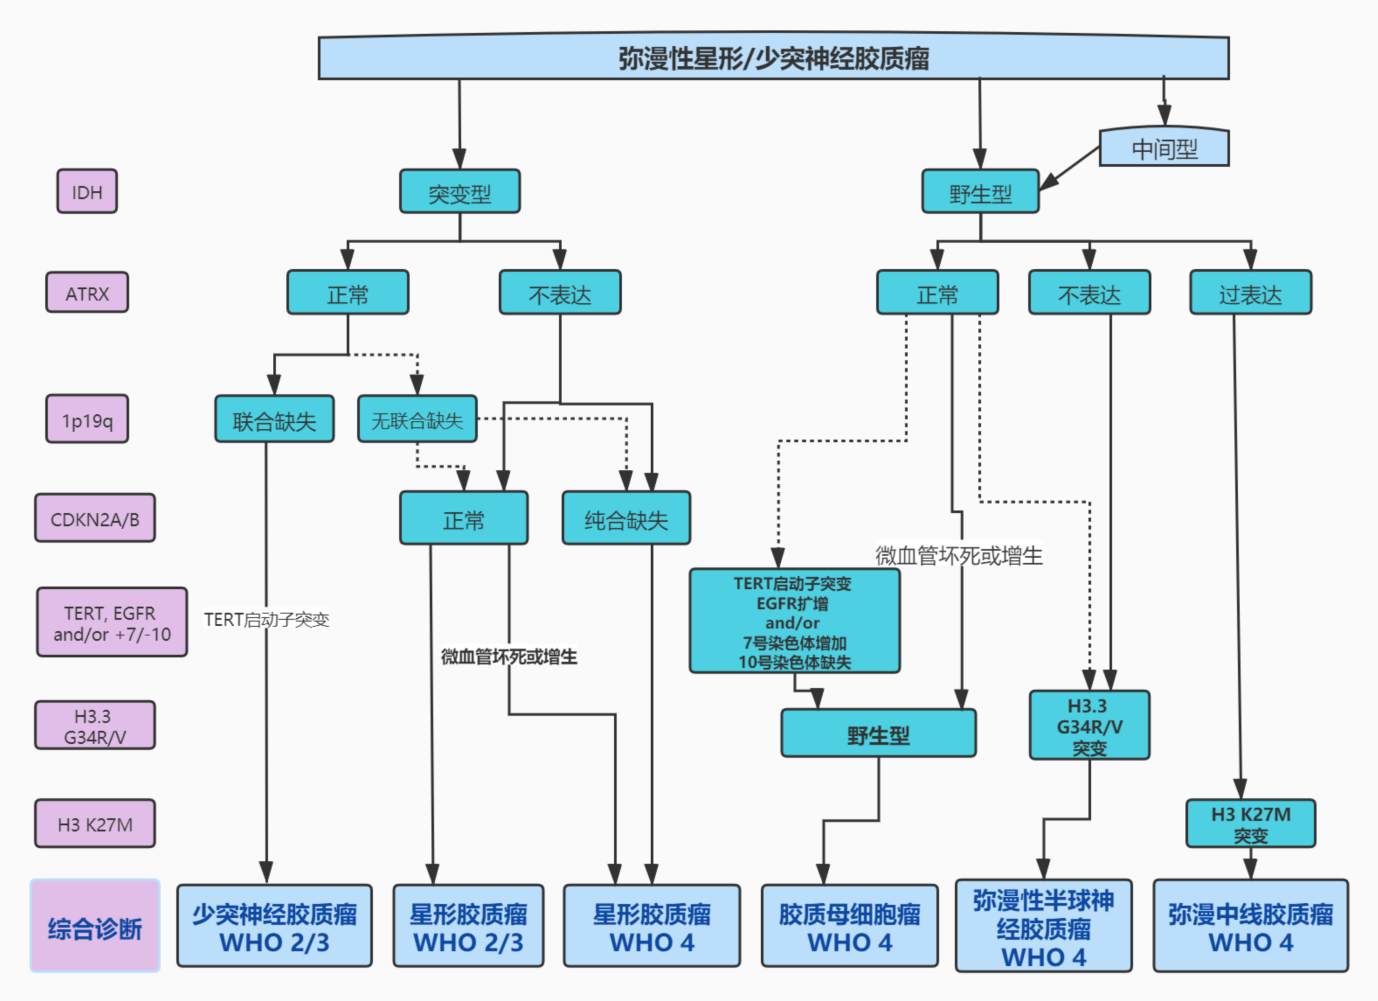 弥漫性星形/少突神经胶质瘤
中间型
IDH
突变型
野生型
ATRX
正常
不表达
正常
不表达
过表达
1p19q
联合缺失
无联合缺失
CDKN2A/B
正常
纯合缺失
微血管坏死或增生
TERT, EGFR
and/or +7/-10
TERT启动子突变
微血管坏死或增生
TERT启动子突变
EGFR扩增
and/or
7号染色体增加
10号染色体缺失
H3.3
G34R/V
野生型
H3.3
G34R/V
突变
H3 K27M
H3 K27M
突变
综合诊断
少突神经胶质瘤
WHO 2/3
星形胶质瘤
WHO 2/3
星形胶质瘤
WHO 4
胶质母细胞瘤
WHO 4
弥漫性半球神
经胶质瘤
WHO 4
弥漫中线胶质瘤
WHO 4